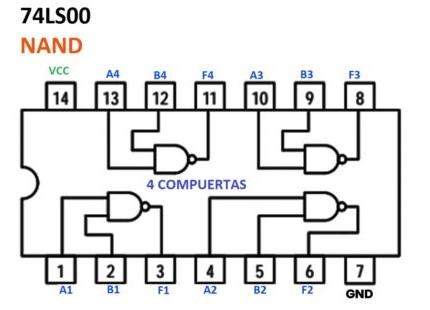 74LS00
NAND
VCC A4 B4 F4 A3 B3 F3
14 13 12 11 10 9 8
4 COMPUERTAS
1 2 3 4 5 6 7
A1 B1 F1 A2 B2 F2 GND